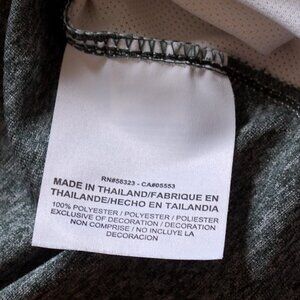 RN#56323 - CA#05553
MADE IN THAILAND/FABRIQUE EN
THAILANDE/HECHO EN TAILANDIA
100% POLYESTER / POLYESTER / POLIESTER
EXCLUSIVE OF DECORATION / DECORATION
NON COMPRISE / NO INCLUYE LA
DECORACION